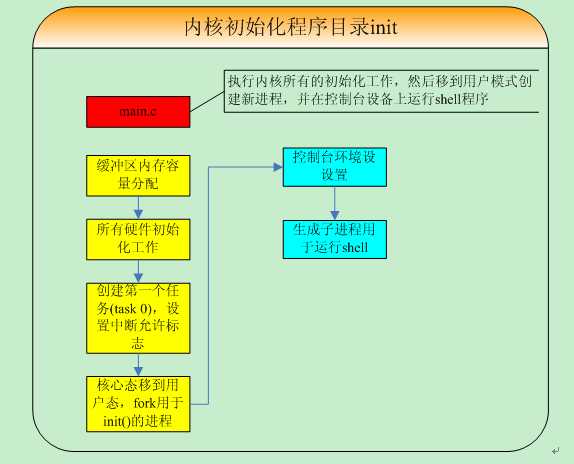 内核初始化程序目录init
执行内核所有的初始化工作，然后移到用户模式创
建新进程，并在控制台设备上运行shell程序
main.c
缓冲区内存容
量分配
所有硬件初始
化工作
创建第一个任
务(task 0)，设
置中断允许标
志
核心态移到用
户态，fork用于
init()的进程
控制台环境设
设置
生成子进程用
于运行shell